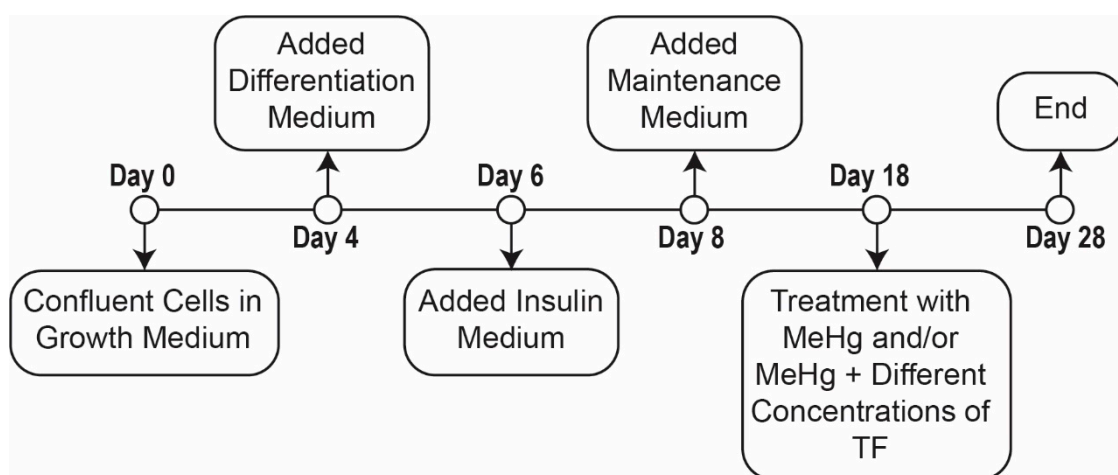 Added
Differentiation
Medium
Added
Maintenance
Medium
End
Day 0
Day 6
Day 18
Day 4
Day 8
Day 28
Confluent Cells in
Growth Medium
Added Insulin
Medium
Treatment with
MeHg and/or
MeHg + Different
Concentrations of
TF